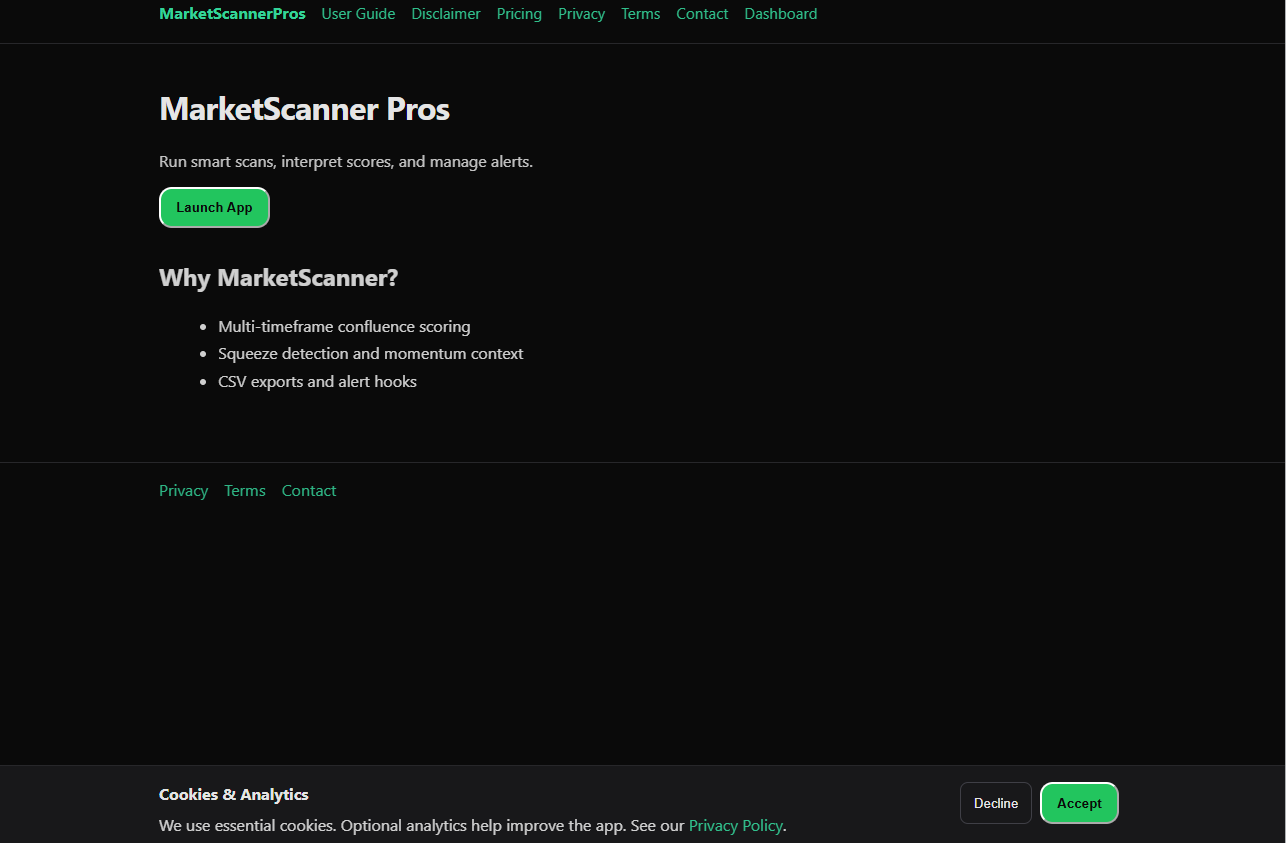 MarketScannerPros User Guide Disclaimer Pricing Privacy Terms Contact Dashboard
MarketScanner Pros
Run smart scans, interpret scores, and manage alerts.
Launch App
Why MarketScanner?
• Multi-timeframe confluence scoring
• Squeeze detection and momentum context
• CSV exports and alert hooks
Privacy Terms Contact
Cookies & Analytics
We use essential cookies. Optional analytics help improve the app. See our Privacy Policy.
Decline Accept